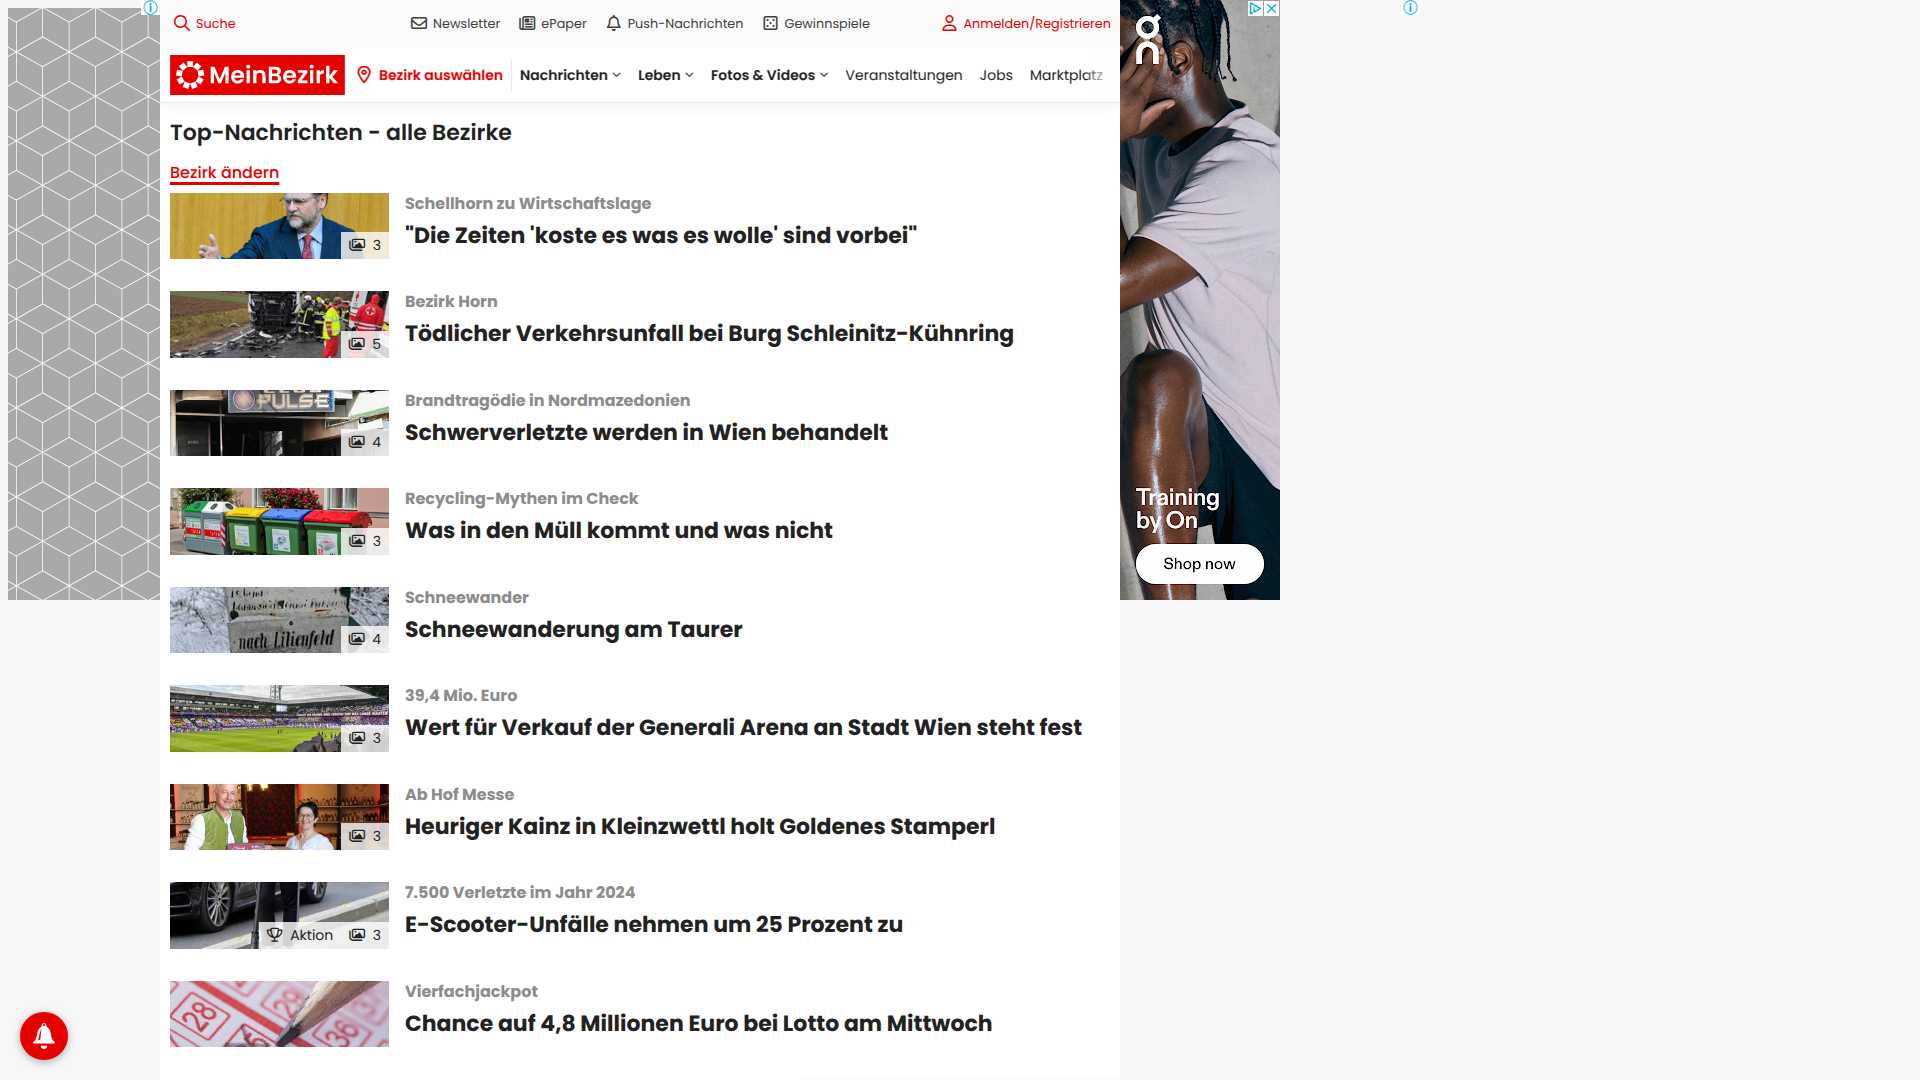 Suche
Newsletter
ePaper
Push-Nachrichten
Gewinnspiele
Anmelden/Registrieren
MeinBezirk
Bezirk auswählen
Nachrichten
Leben
Fotos & Videos
Veranstaltungen
Jobs
Marktplatz
Top-Nachrichten - alle Bezirke
Bezirk ändern
3
Schellhorn zu Wirtschaftslage
"Die Zeiten 'koste es was es wolle' sind vorbei"
5
Bezirk Horn
Tödlicher Verkehrsunfall bei Burg Schleinitz-Kühnring
PULSE
4
Brandtragödie in Nordmazedonien
Schwerverletzte werden in Wien behandelt
3
Recycling-Mythen im Check
Was in den Müll kommt und was nicht
nach Lilienfeld
4
Schneewander
Schneewanderung am Taurer
3
39,4 Mio. Euro
Wert für Verkauf der Generali Arena an Stadt Wien steht fest
3
Ab Hof Messe
Heuriger Kainz in Kleinzwettl holt Goldenes Stamperl
Aktion
3
7.500 Verletzte im Jahr 2024
E-Scooter-Unfälle nehmen um 25 Prozent zu
28
29
36
Vierfachjackpot
Chance auf 4,8 Millionen Euro bei Lotto am Mittwoch
on
Training
by On
Shop now